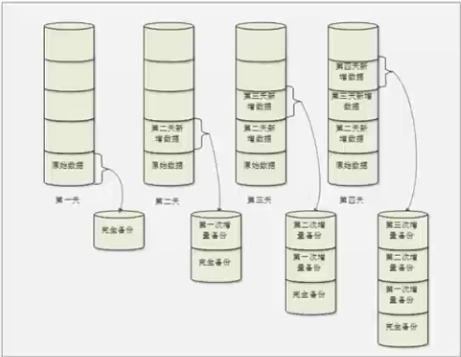 第四天新
增数据
第三天新
增数据
第三天新增
数据
第二天新
增数据
第二天新
增数据
第二天新
增数据
原始数据
原始数据
原始数据
原始数据
第一天
第二天
第三天
第四天
完全备份
第一次增
量备份
完全备份
第二次增
量备份
第一次增
量备份
完全备份
第三次增
量备份
第二次增
量备份
第一次增
量备份
完全备份